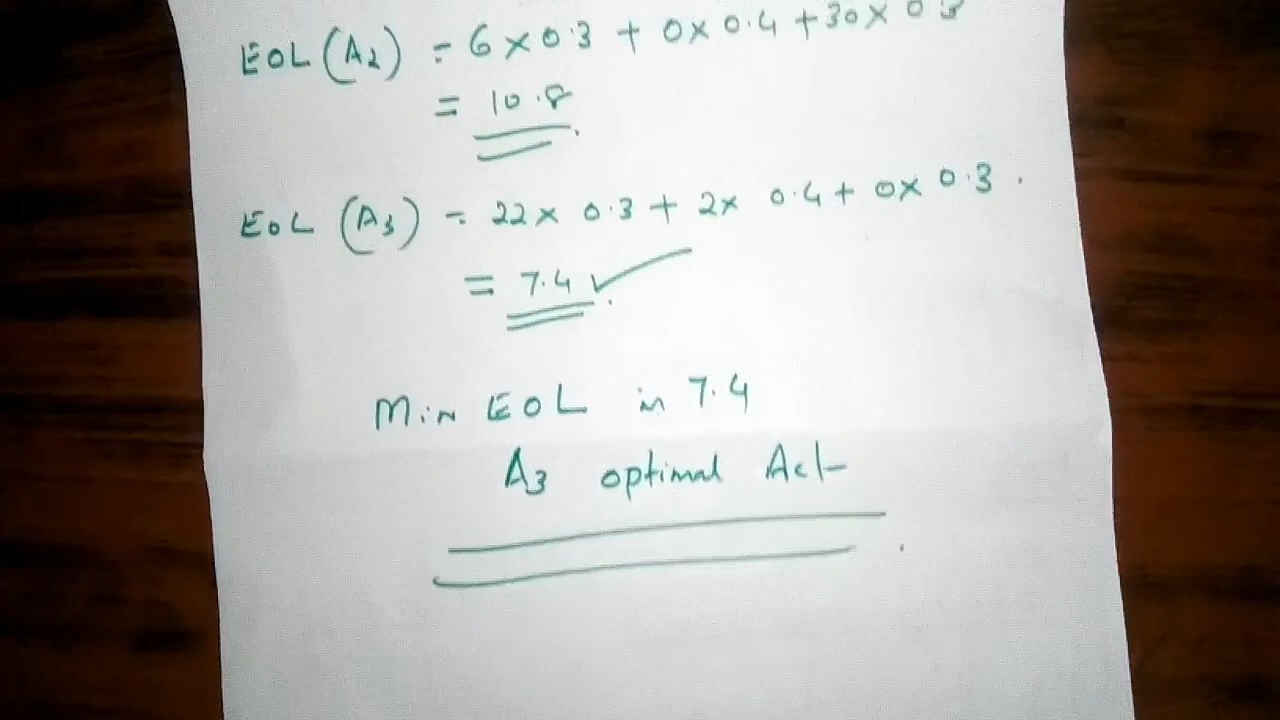 EOL (A2) = 6 × 0.3 + 0 × 0.4 + 30 × 0.3
= 10.8
EOL (A3) = 22 × 0.3 + 2 × 0.4 + 0 × 0.3
= 7.4 ✓
Min EOL in 7.4
A3 optimal Act